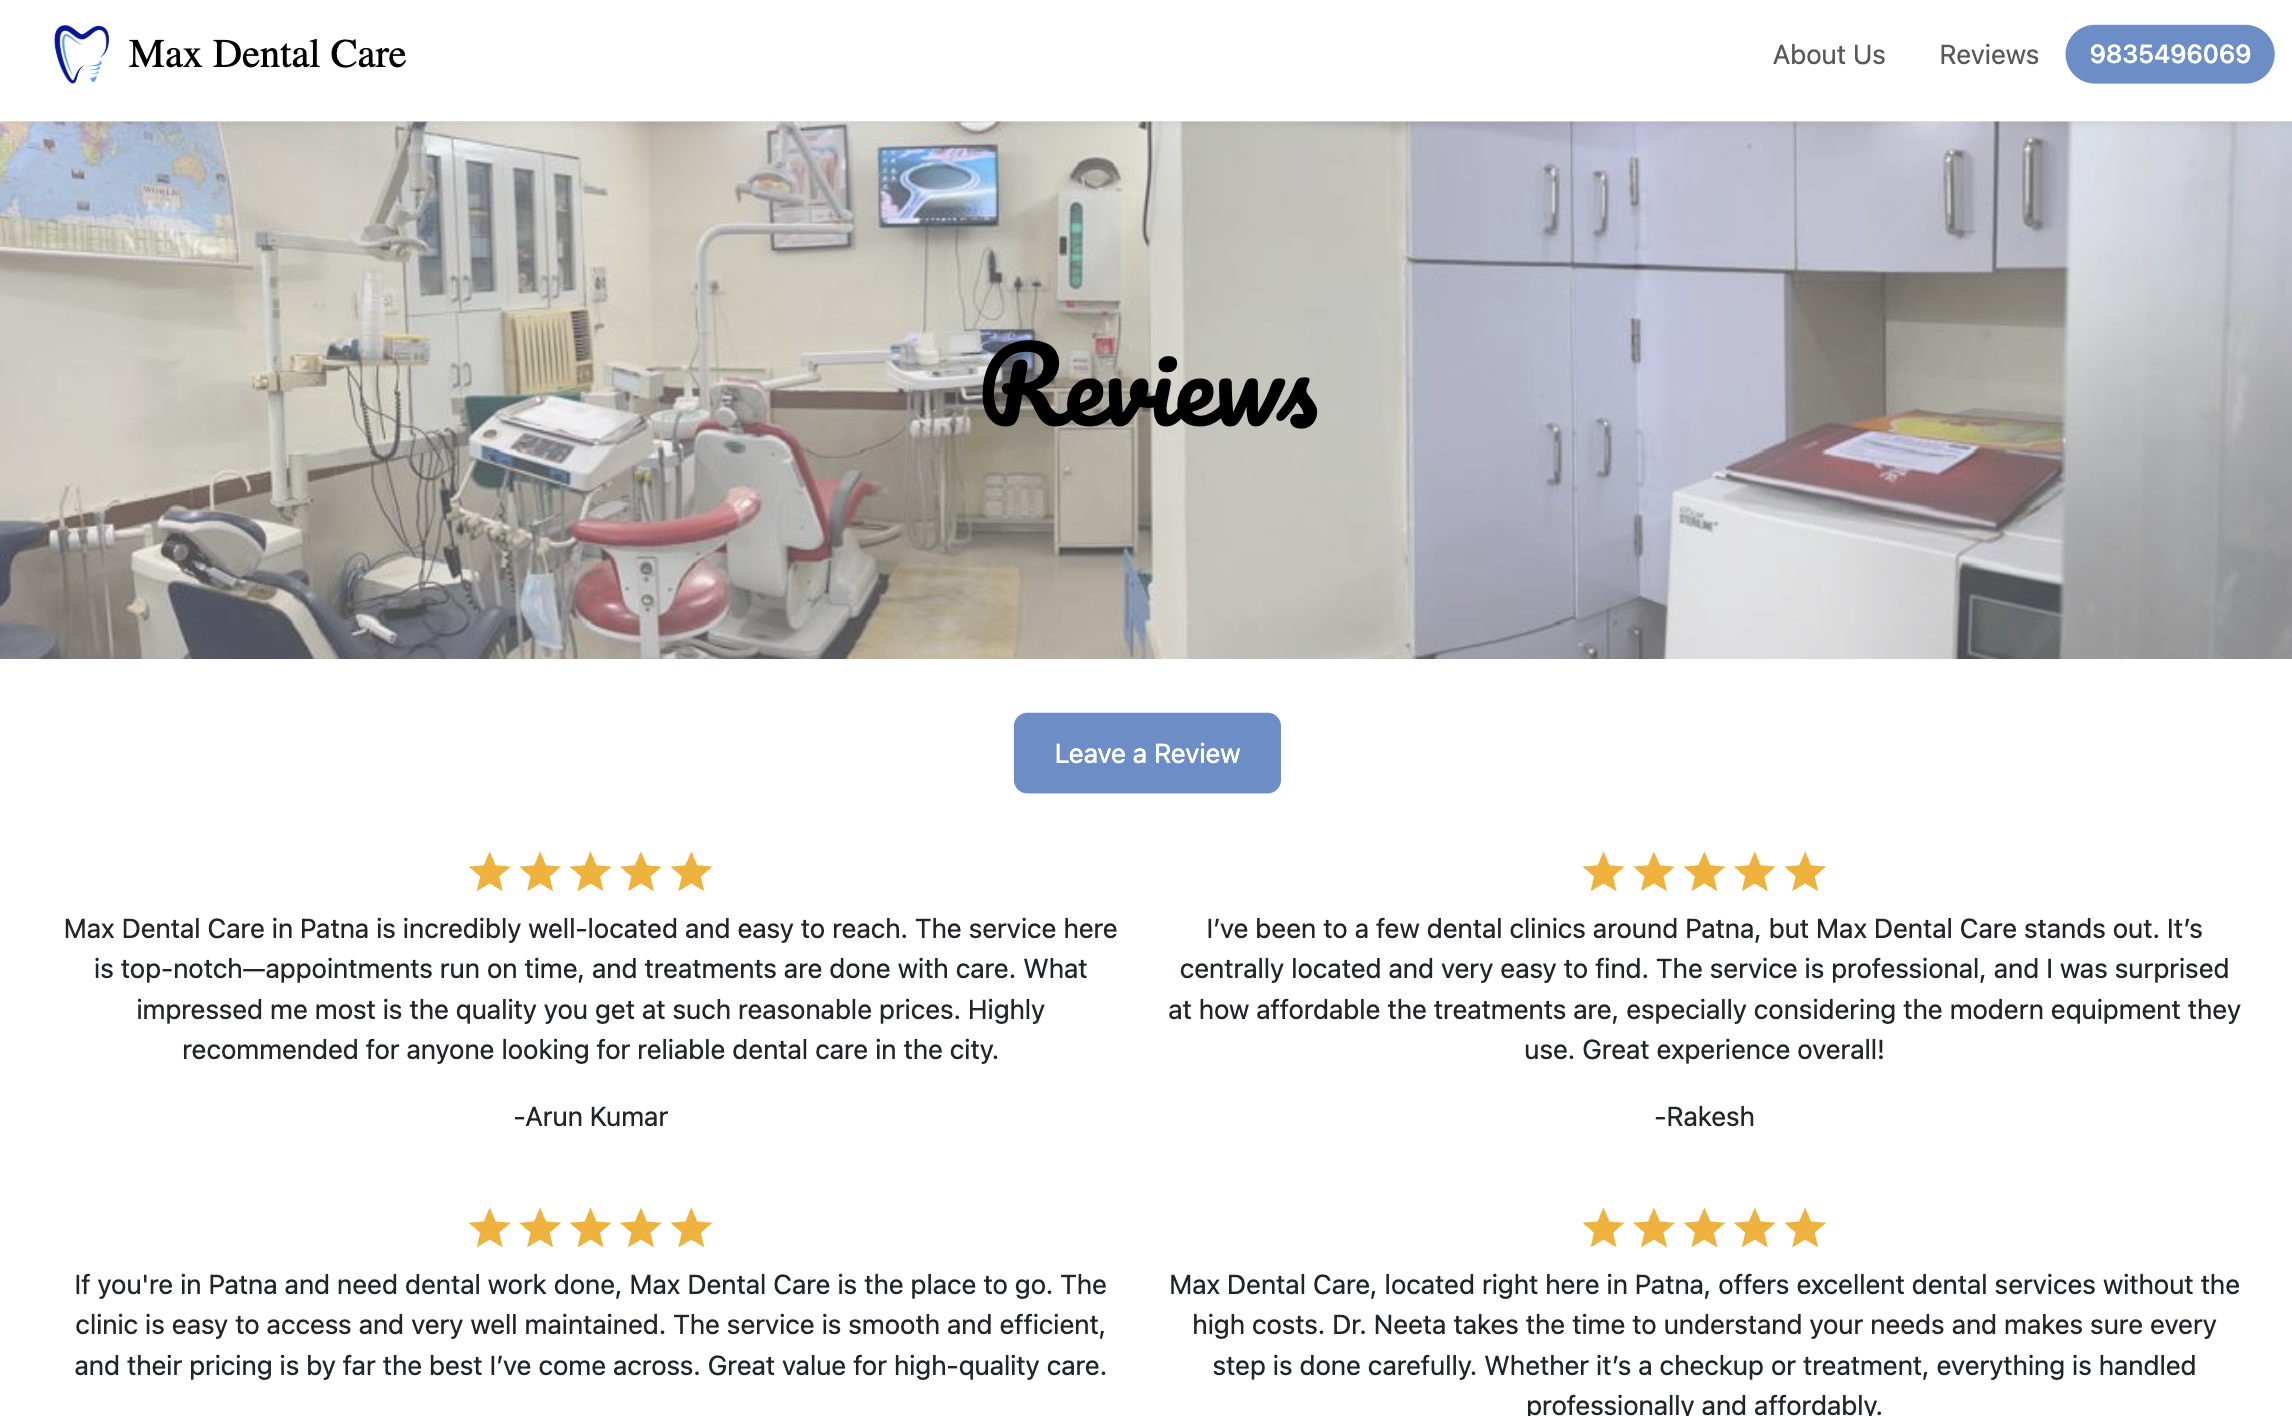 Max Dental Care
About Us
Reviews
9835496069
WORLD
Reviews
Leave a Review
Max Dental Care in Patna is incredibly well-located and easy to reach. The service here
is top-notch—appointments run on time, and treatments are done with care. What
impressed me most is the quality you get at such reasonable prices. Highly
recommended for anyone looking for reliable dental care in the city.
-Arun Kumar
I’ve been to a few dental clinics around Patna, but Max Dental Care stands out. It’s
centrally located and very easy to find. The service is professional, and I was surprised
at how affordable the treatments are, especially considering the modern equipment they
use. Great experience overall!
-Rakesh
If you're in Patna and need dental work done, Max Dental Care is the place to go. The
clinic is easy to access and very well maintained. The service is smooth and efficient,
and their pricing is by far the best I’ve come across. Great value for high-quality care.
Max Dental Care, located right here in Patna, offers excellent dental services without the
high costs. Dr. Neeta takes the time to understand your needs and makes sure every
step is done carefully. Whether it’s a checkup or treatment, everything is handled
professionally and affordably.